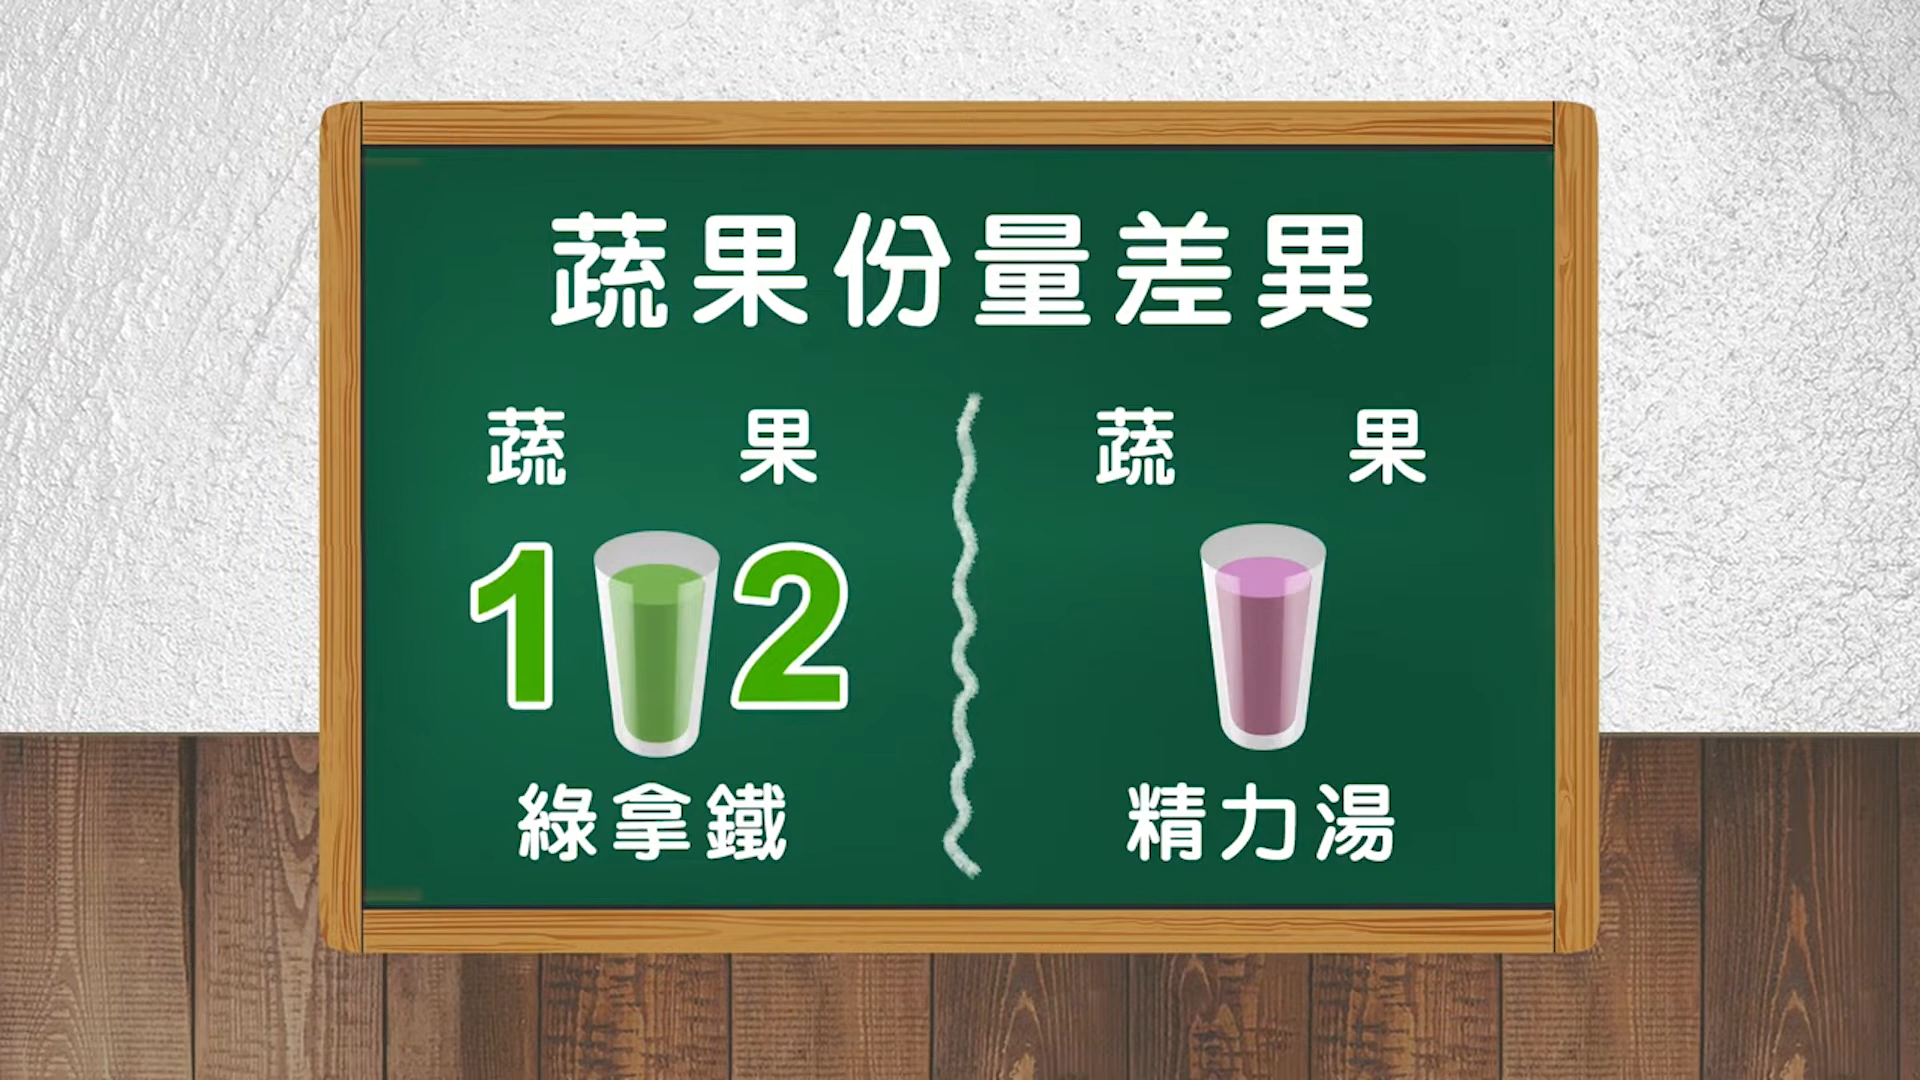 蔬果份量差異
蔬 果
1 2
綠拿鐵
蔬 果
精力湯